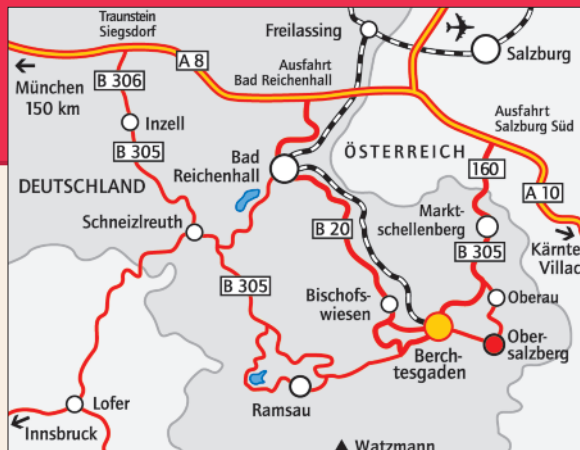 Traunstein
Siegsdorf
Freilassing
Salzburg
A 8
Ausfahrt
Bad Reichenhall
München
150 km
B 306
Inzell
Ausfahrt
Salzburg Süd
B 305
Bad
Reichenhall
ÖSTERREICH
160
DEUTSCHLAND
A 10
Schneizlreuth
B 20
Markt-
schellenberg
B 305
Kärnte
Villac
B 305
Bischofs-
wiesen
Oberau
Ober-
salzberg
Berch-
tesgaden
Lofer
Ramsau
Innsbruck
Watzmann